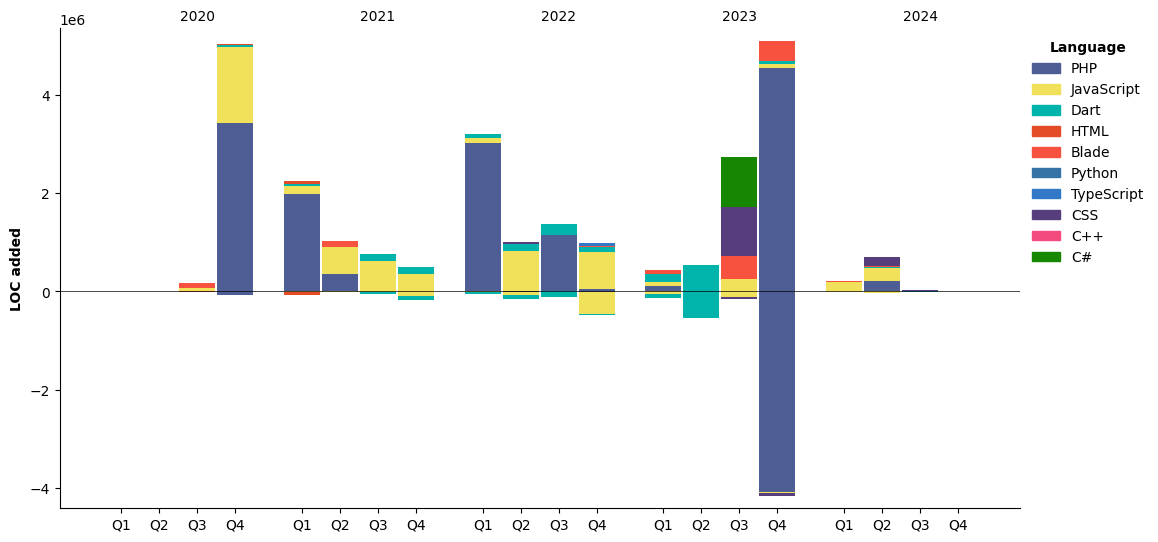 1e6
2020 2021 2022 2023 2024
LOC added
4
2
0
−2
−4
Q1 Q2 Q3 Q4 Q1 Q2 Q3 Q4 Q1 Q2 Q3 Q4 Q1 Q2 Q3 Q4 Q1 Q2 Q3 Q4
Language
PHP
JavaScript
Dart
HTML
Blade
Python
TypeScript
CSS
C++
C#